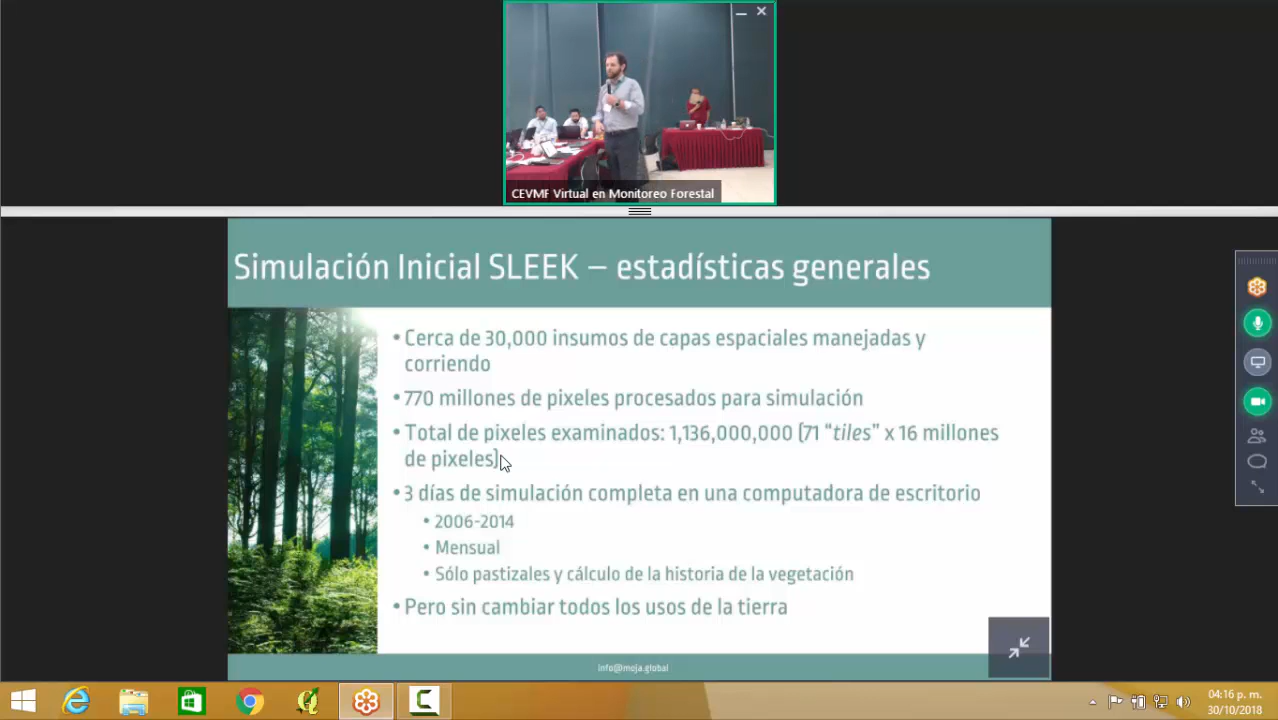 CEVMF Virtual en Monitoreo Forestal
Simulación Inicial SLEEK – estadísticas generales
•Cerca de 30,000 insumos de capas espaciales manejadas y
corriendo
•770 millones de pixeles procesados para simulación
•Total de pixeles examinados: 1,136,000,000 (71 “tiles” x 16 millones
de pixeles)
•3 días de simulación completa en una computadora de escritorio
•2006-2014
•Mensual
•Sólo pastizales y cálculo de la historia de la vegetación
•Pero sin cambiar todos los usos de la tierra
info@moja.global
04:16 p. m.
30/10/2018